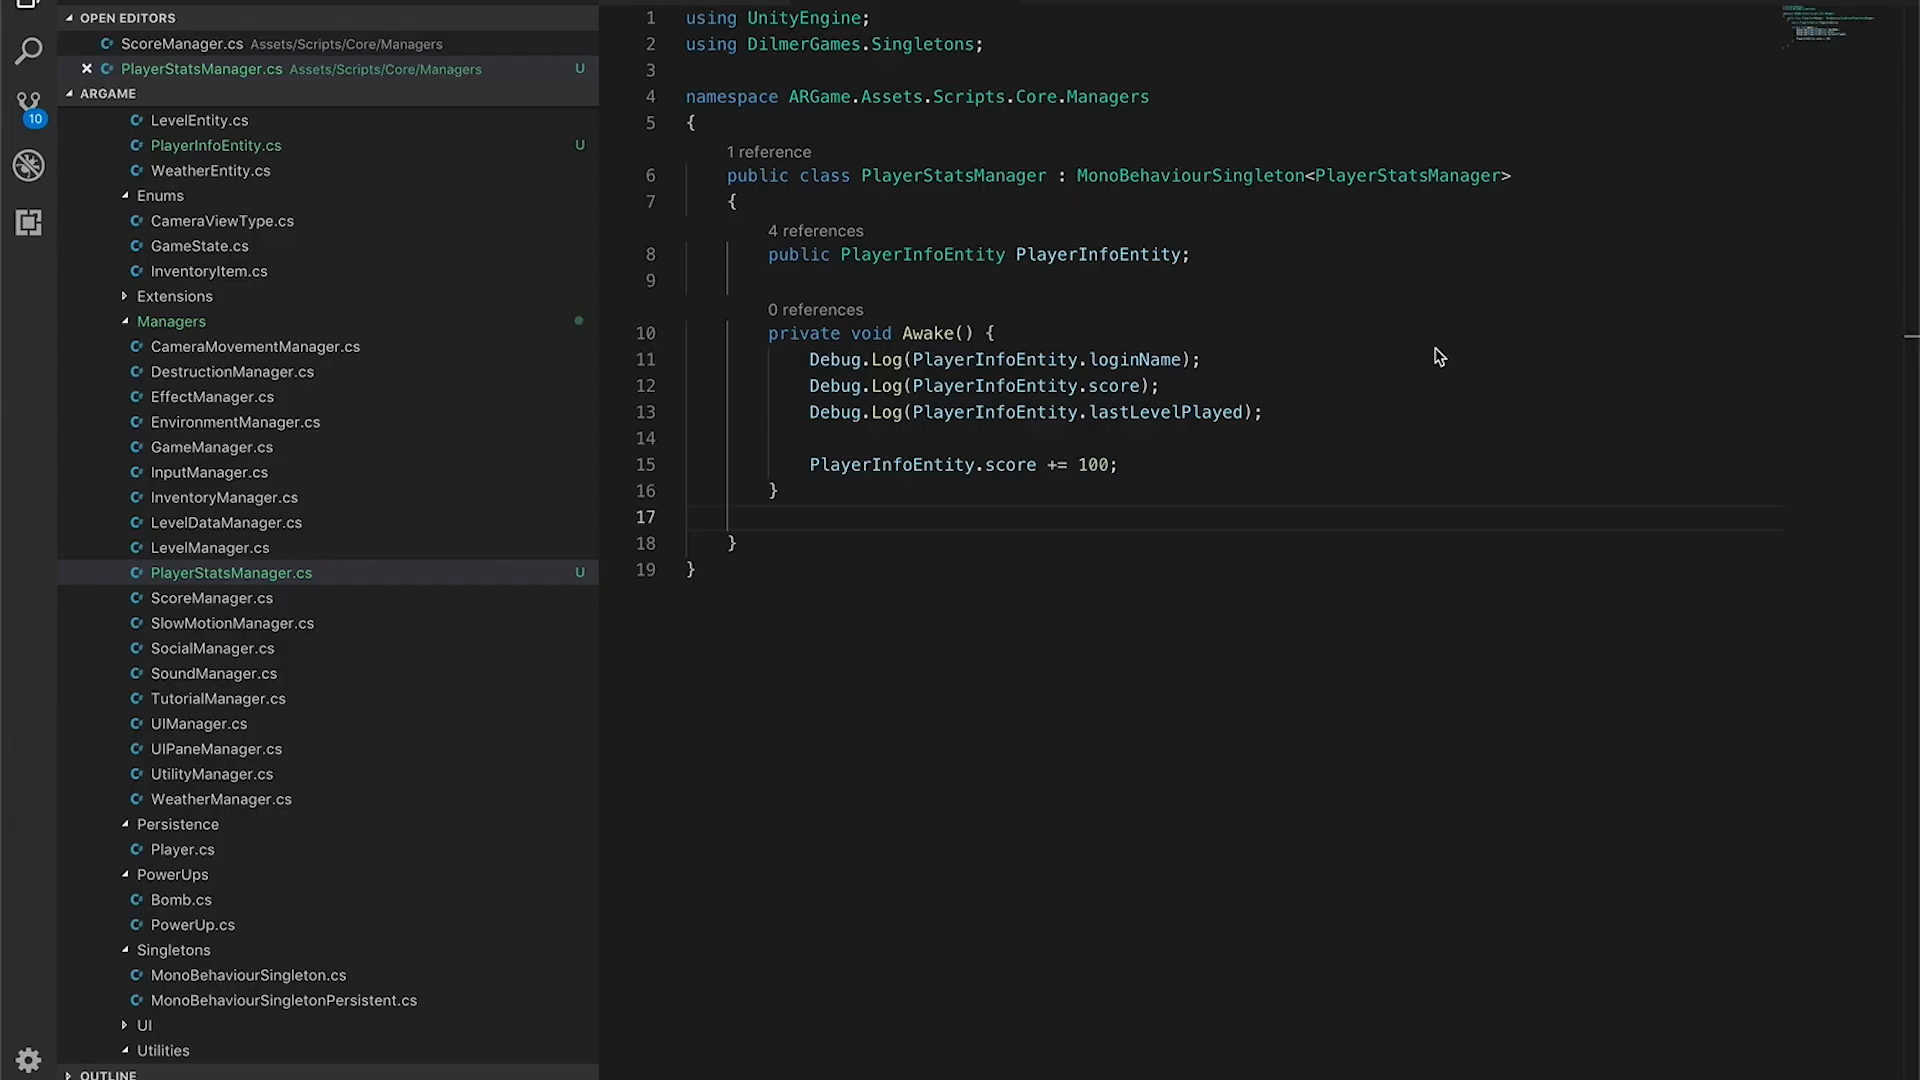 OPEN EDITORS
ScoreManager.cs Assets/Scripts/Core/Managers
PlayerStatsManager.cs Assets/Scripts/Core/Managers U
ARGAME
10
LevelEntity.cs
PlayerInfoEntity.cs U
WeatherEntity.cs
Enums
CameraViewType.cs
GameState.cs
InventoryItem.cs
Extensions
Managers
CameraMovementManager.cs
DestructionManager.cs
EffectManager.cs
EnvironmentManager.cs
GameManager.cs
InputManager.cs
InventoryManager.cs
LevelDataManager.cs
LevelManager.cs
PlayerStatsManager.cs U
ScoreManager.cs
SlowMotionManager.cs
SocialManager.cs
SoundManager.cs
TutorialManager.cs
UIManager.cs
UIPaneManager.cs
UtilityManager.cs
WeatherManager.cs
Persistence
Player.cs
PowerUps
Bomb.cs
PowerUp.cs
Singletons
MonoBehaviourSingleton.cs
MonoBehaviourSingletonPersistent.cs
UI
Utilities
OUTLINE
1 using UnityEngine;
2 using DilmerGames.Singletons;
3
4 namespace ARGame.Assets.Scripts.Core.Managers
5 {
1 reference
6 public class PlayerStatsManager : MonoBehaviourSingleton<PlayerStatsManager>
7 {
4 references
8 public PlayerInfoEntity PlayerInfoEntity;
9
0 references
10 private void Awake() {
11 Debug.Log(PlayerInfoEntity.loginName);
12 Debug.Log(PlayerInfoEntity.score);
13 Debug.Log(PlayerInfoEntity.lastLevelPlayed);
14
15 PlayerInfoEntity.score += 100;
16 }
17
18 }
19 }